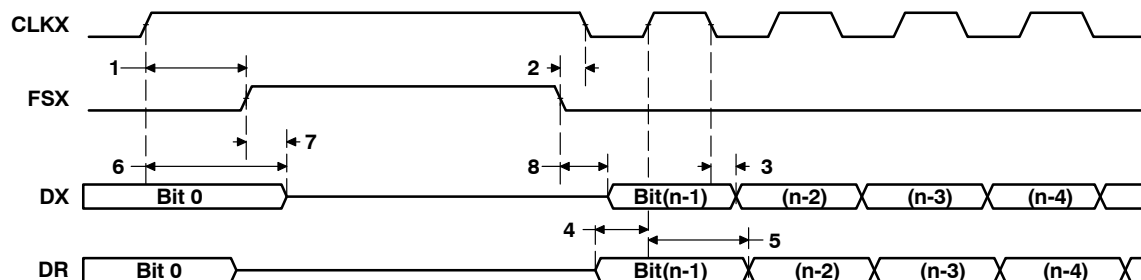 CLKX
1
2
FSX
7
6
8
3
DX
Bit 0
Bit(n-1)
(n-2)
(n-3)
(n-4)
4
5
DR
Bit 0
Bit(n-1)
(n-2)
(n-3)
(n-4)